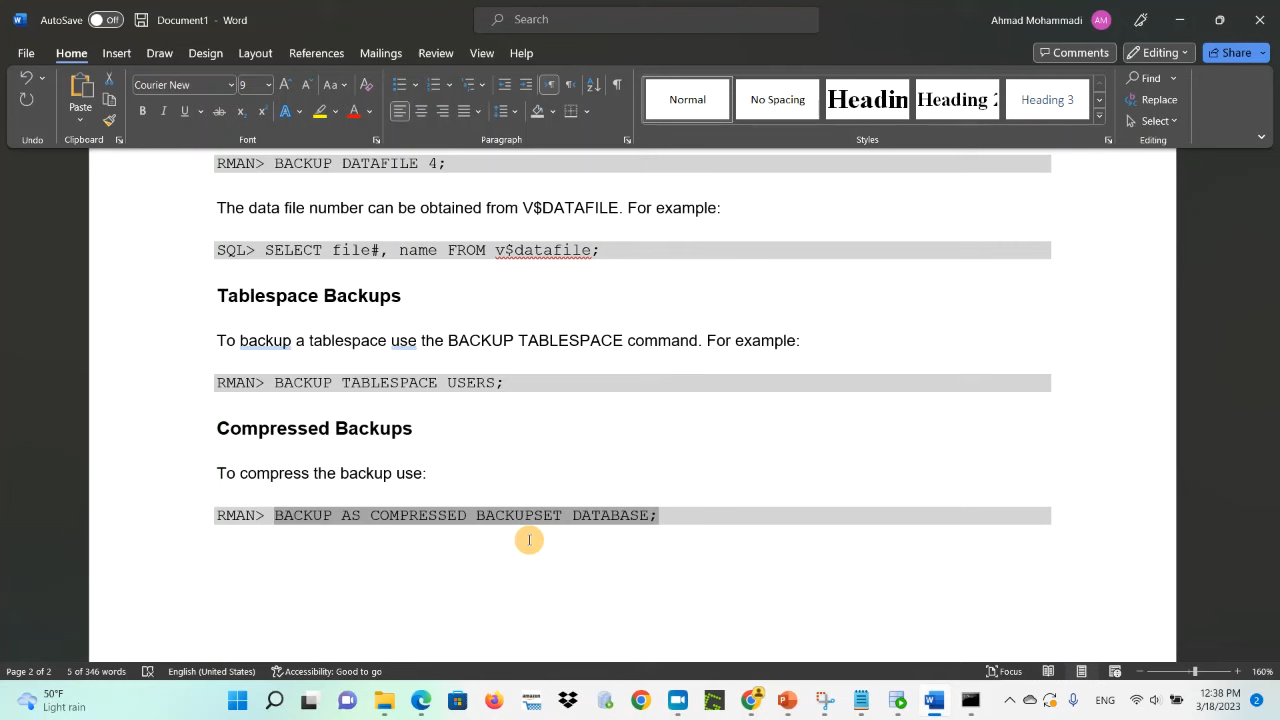 AutoSave Off Document1 - Word Search Ahmad Mohammadi AM
File Home Insert Draw Design Layout References Mailings Review View Help Comments Editing Share
Paste Courier New 9 Aa Normal No Spacing Headin Heading 2 Heading 3 Find
Replace
Select
Undo Clipboard Font Paragraph Styles Editing
RMAN> BACKUP DATAFILE 4;
The data file number can be obtained from V$DATAFILE. For example:
SQL> SELECT file#, name FROM v$datafile;
Tablespace Backups
To backup a tablespace use the BACKUP TABLESPACE command. For example:
RMAN> BACKUP TABLESPACE USERS;
Compressed Backups
To compress the backup use:
RMAN> BACKUP AS COMPRESSED BACKUPSET DATABASE;
Page 2 of 2 5 of 346 words English (United States) Accessibility: Good to go Focus 160%
50°F
Light rain
ENG
12:38 PM
3/18/2023
2